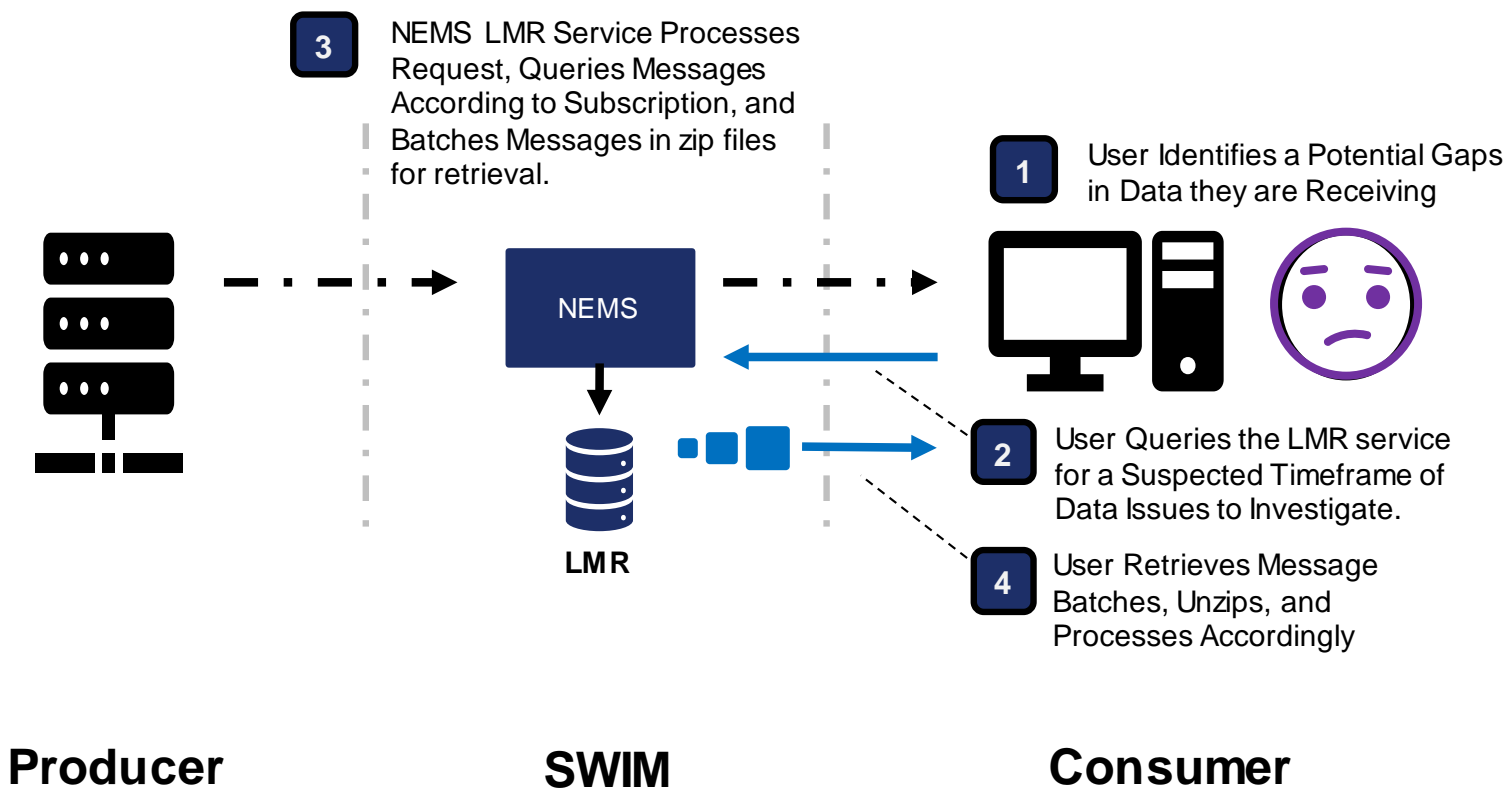 3
NEMS LMR Service Processes
Request, Queries Messages
According to Subscription, and
Batches Messages in zip files
for retrieval.
1
User Identifies a Potential Gaps
in Data they are Receiving
NEMS
2
User Queries the LMR service
for a Suspected Timeframe of
Data Issues to Investigate.
LMR
4
User Retrieves Message
Batches, Unzips, and
Processes Accordingly
Producer
SWIM
Consumer